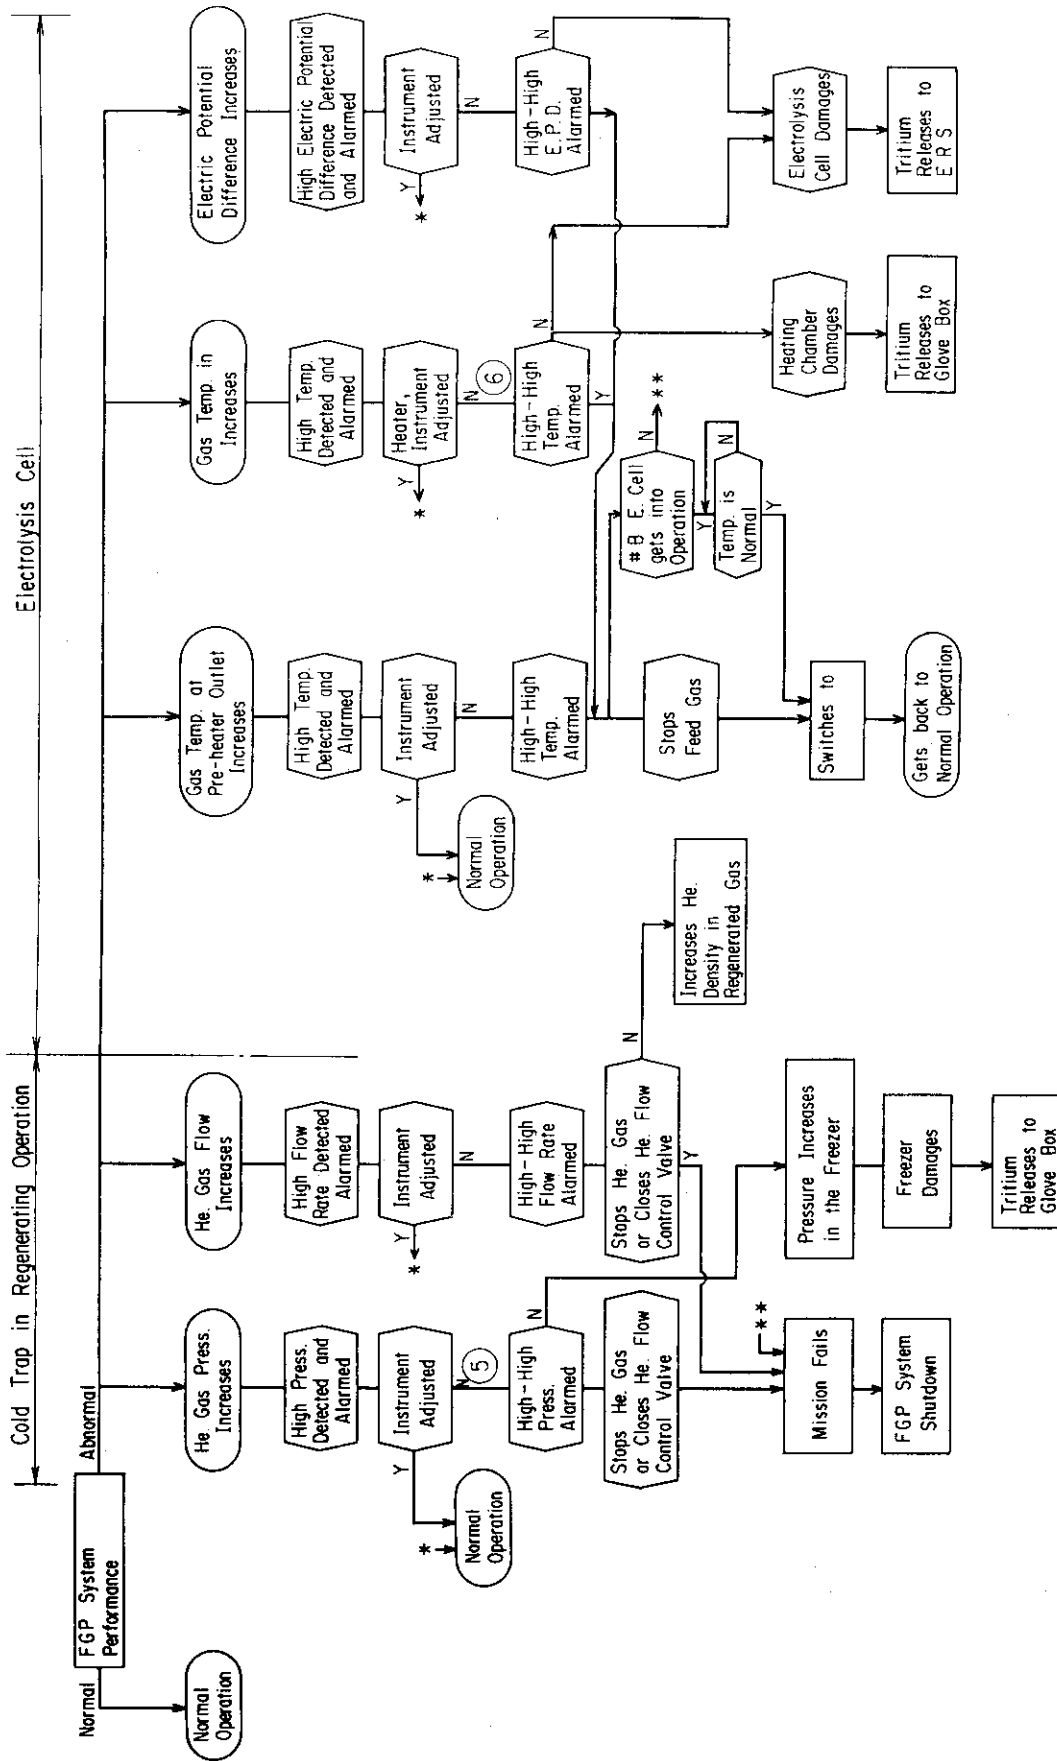 Cold Trap in Regenerating Operation
Electrolysis Cell
FGP System
Performance
Normal
Abnormal
Normal
Operation
He. Gas Press.
Increases
High Press.
Detected and
Alarmed
Instrument
Adjusted
Y
N
5
*
Normal
Operation
High-High
Press.
Alarmed
N
Stops He. Gas
or Closes He. Flow
Control Valve
**
Mission Fails
FGP System
Shutdown
He. Gas Flow
Increases
High Flow
Rate Detected
Alarmed
Instrument
Adjusted
Y
*
N
High-High
Flow Rate
Alarmed
Stops He. Gas
or Closes He. Flow
Control Valve
N
Y
Increases He.
Density in
Regenerated Gas
Pressure Increases
in the Freezer
Freezer
Damages
Tritium
Releases to
Glove Box
Gas Temp. at
Pre-heater Outlet
Increases
High Temp.
Detected and
Alarmed
Instrument
Adjusted
Y
N
*
Normal
Operation
High-High
Temp.
Alarmed
Stops
Feed Gas
Switches to
Gets back to
Normal Operation
# B E. Cell
gets into
Operation
N
**
Y
Temp. is
Normal
N
Y
Gas Temp. in
Increases
High Temp.
Detected and
Alarmed
Heater,
Instrument
Adjusted
Y
*
N
6
High-High
Temp.
Alarmed
N
Y
Heating
Chamber
Damages
Tritium
Releases to
Glove Box
Electric Potential
Difference Increases
High Electric Potential
Difference Detected
and Alarmed
Instrument
Adjusted
Y
*
N
High-High
E.P.D.
Alarmed
N
Electrolysis
Cell Damages
Tritium
Releases to
E R S